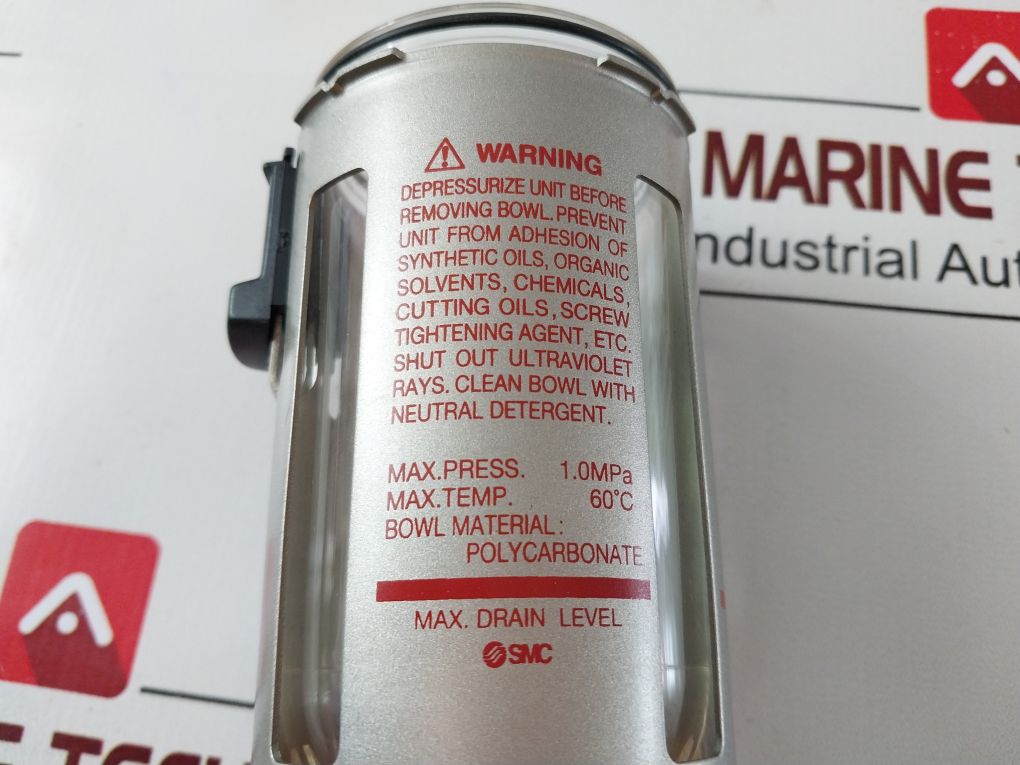 WARNING
DEPRESSURIZE UNIT BEFORE
REMOVING BOWL. PREVENT
UNIT FROM ADHESION OF
SYNTHETIC OILS, ORGANIC
SOLVENTS, CHEMICALS,
CUTTING OILS, SCREW
TIGHTENING AGENT, ETC.
SHUT OUT ULTRAVIOLET
RAYS. CLEAN BOWL WITH
NEUTRAL DETERGENT.
MAX.PRESS. 1.0MPa
MAX.TEMP. 60°C
BOWL MATERIAL:
POLYCARBONATE
MAX. DRAIN LEVEL
SMC
MARINE